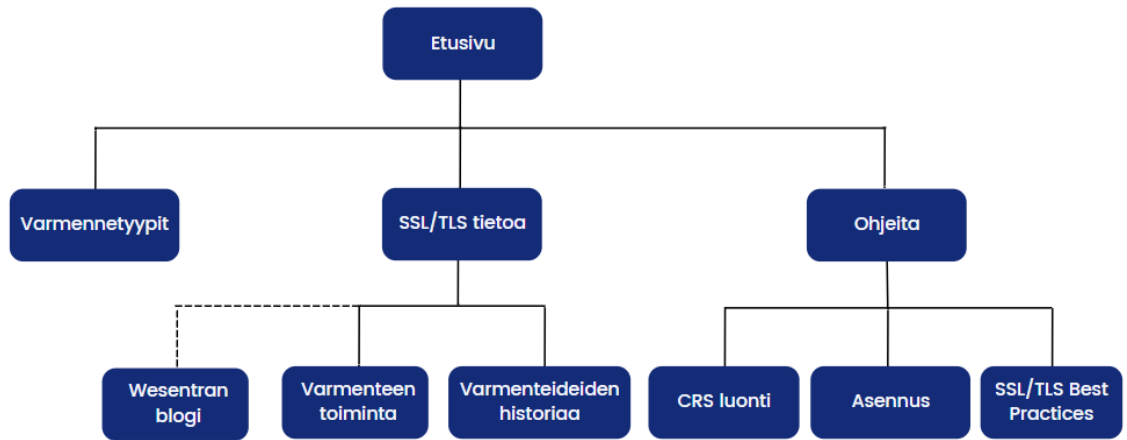 Etusivu
Varmennetyypit
SSL/TLS tietoa
Ohjeita
Wesentran
blogi
Varmenteen
toiminta
Varmenteideiden
historiaa
CRS luonti
Asennus
SSL/TLS Best
Practices